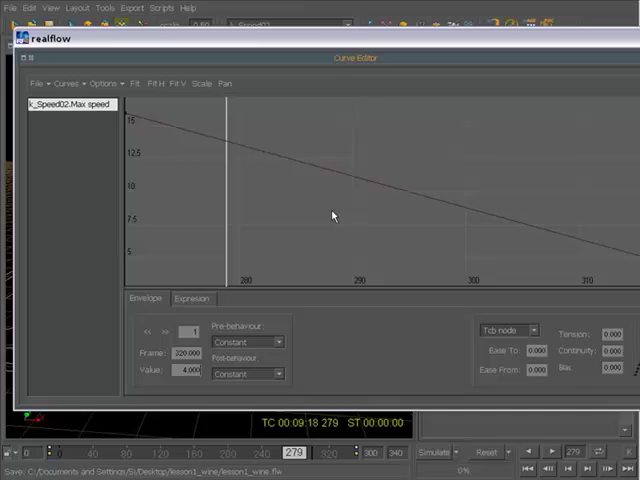 File Edit View Layout Tools Export Scripts Help
scale 0.50 k_Speed02
realflow
Curve Editor
File Curves Options Fit Fit H Fit V Scale Pan
k_Speed02.Max speed
15
12.5
10
7.5
5
280 290 300 310
Envelope Expression
<< >> 1 Pre-behaviour:
Constant
Frame: 320.000 Post-behaviour:
Value: 4.000 Constant
Tcb node Tension: 0.000
Ease To: 0.000 Continuity: 0.000
Ease From: 0.000 Bias 0.000
TC 00:09:18 279 ST 00:00:00
0 0 40 80 120 160 200 240 279 320 300 340 Simulate 279 K
Save: C:/Documents and Settings/Si/Desktop/lesson1_wine/lesson1_wine.flw 0% Reset